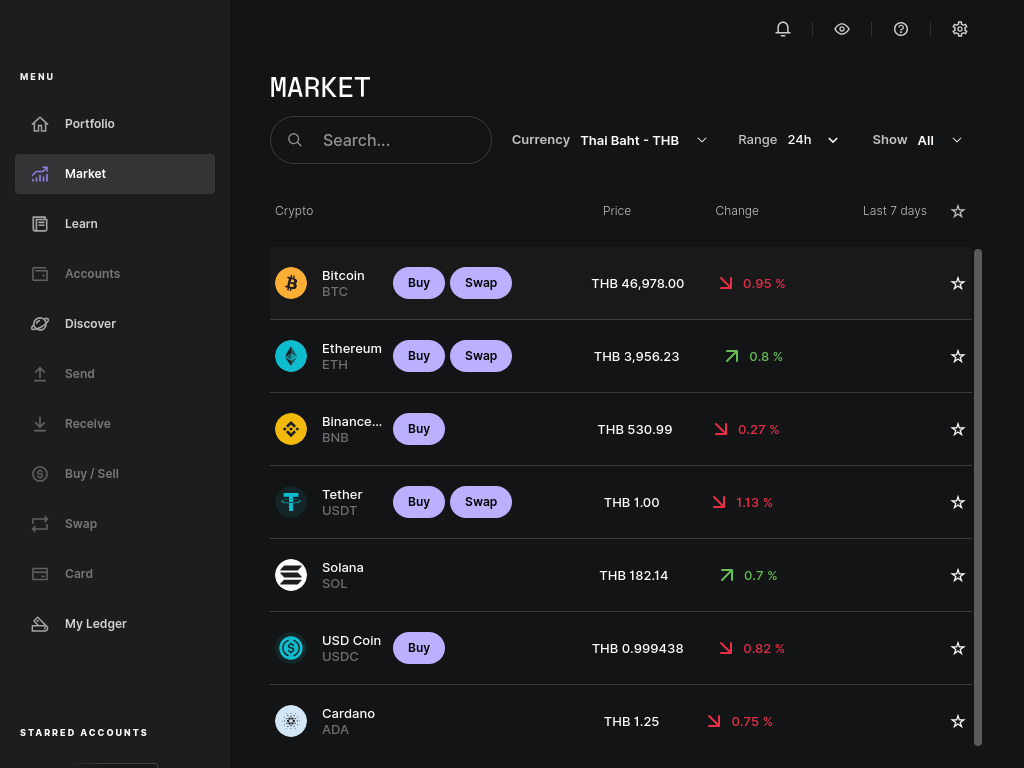 MENU
Portfolio
Market
Learn
Accounts
Discover
Send
Receive
Buy / Sell
Swap
Card
My Ledger
STARRED ACCOUNTS
MARKET
Search...
Currency Thai Baht - THB
Range 24h
Show All
Crypto Price Change Last 7 days
Bitcoin
BTC
Buy Swap THB 46,978.00 0.95 %
Ethereum
ETH
Buy Swap THB 3,956.23 0.8 %
Binance...
BNB
Buy THB 530.99 0.27 %
Tether
USDT
Buy Swap THB 1.00 1.13 %
Solana
SOL
THB 182.14 0.7 %
USD Coin
USDC
Buy THB 0.999438 0.82 %
Cardano
ADA
THB 1.25 0.75 %